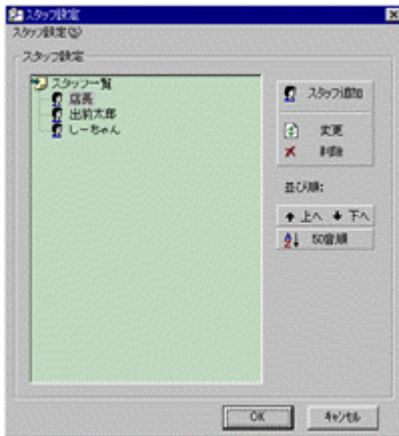 スタッフ設定
スタッフ設定(S)
スタッフ設定
スタッフ一覧
店長
出前太郎
しーちゃん
スタッフ追加
変更
削除
並び順:
上へ 下へ
50音順
OK キャンセル